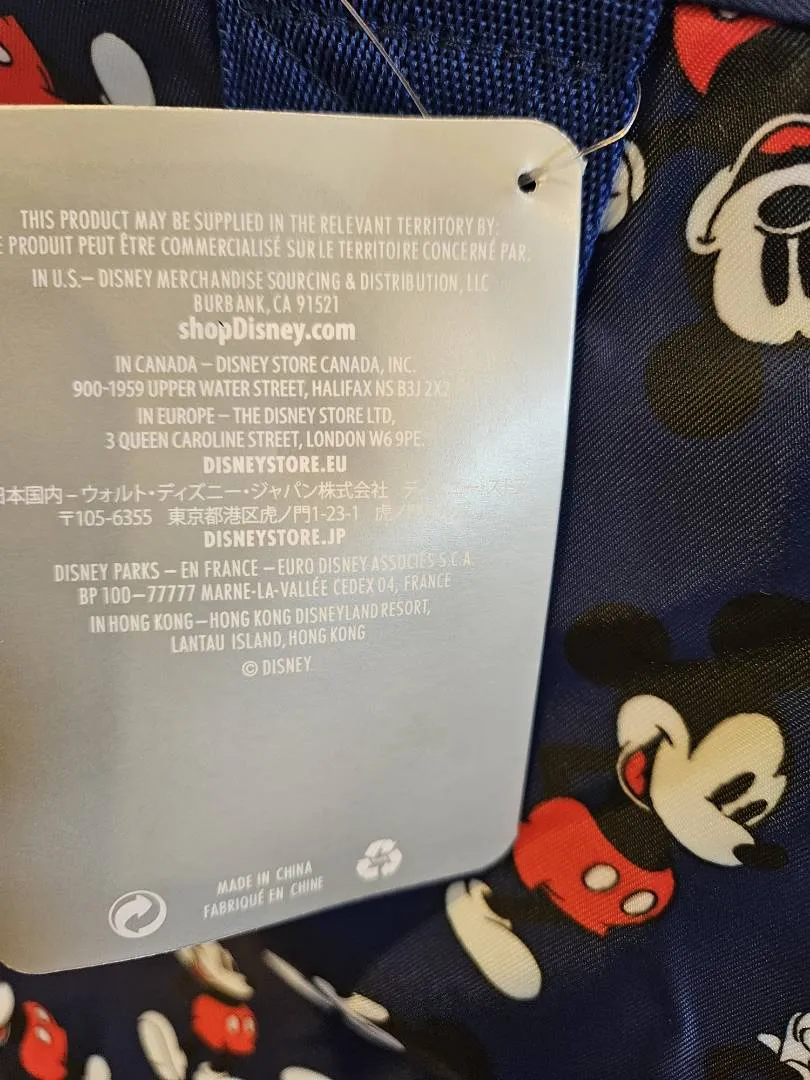 THIS PRODUCT MAY BE SUPPLIED IN THE RELEVANT TERRITORY BY:
PRODUIT PEUT ÊTRE COMMERCIALISÉ SUR LE TERRITOIRE CONCERNÉ PAR.
IN U.S.– DISNEY MERCHANDISE SOURCING & DISTRIBUTION, LLC
BURBANK, CA 91521
shopDisney.com
IN CANADA – DISNEY STORE CANADA, INC.
900-1959 UPPER WATER STREET, HALIFAX NS B3J 2X2
IN EUROPE – THE DISNEY STORE LTD,
3 QUEEN CAROLINE STREET, LONDON W6 9PE.
DISNEYSTORE.EU
日本国内 – ウォルト・ディズニー・ジャパン株式会社
〒105-6355 東京都港区虎ノ門1-23-1
DISNEYSTORE.JP
DISNEY PARKS – EN FRANCE – EURO DISNEY ASSOCIÉS S.C.A.
BP 100 – 77777 MARNE-LA-VALLÉE CEDEX 04, FRANCE
IN HONG KONG – HONG KONG DISNEYLAND RESORT,
LANTAU ISLAND, HONG KONG
© DISNEY
MADE IN CHINA
FABRIQUÉ EN CHINE